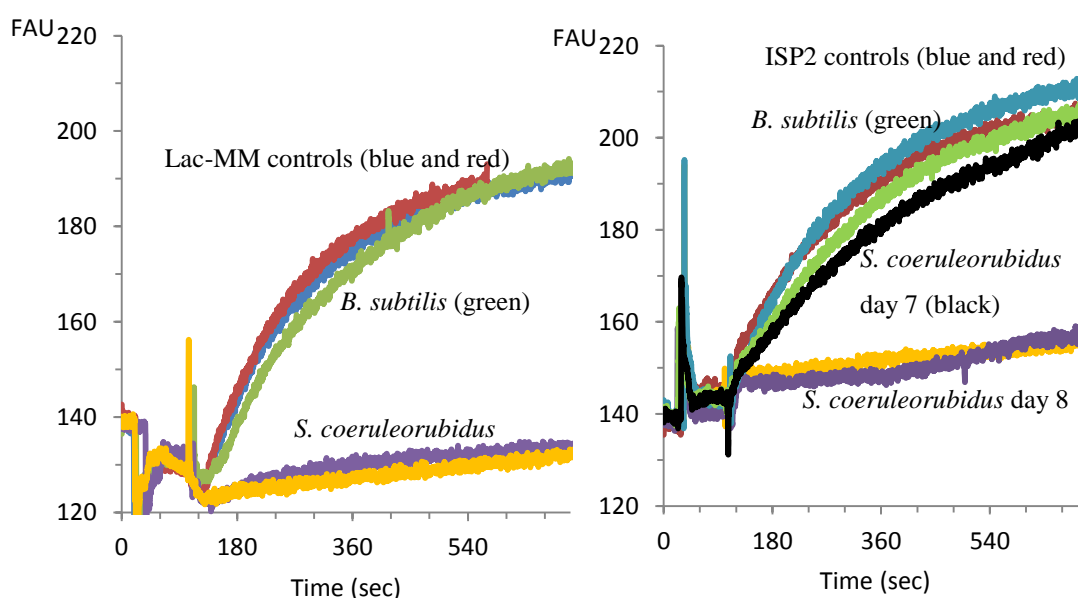 FAU
220
200
180
160
140
120
Lac-MM controls (blue and red)
B. subtilis (green)
S. coeruleorubidus
0 180 360 540
Time (sec)
FAU
220
200
180
160
140
120
ISP2 controls (blue and red)
B. subtilis (green)
S. coeruleorubidus
day 7 (black)
S. coeruleorubidus day 8
0 180 360 540
Time (sec)